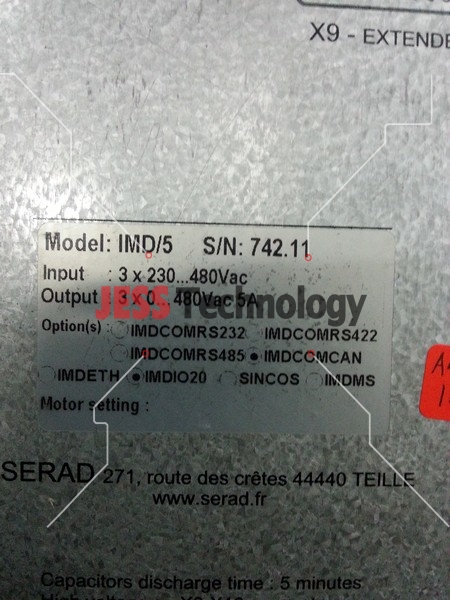 X9 - EXTENDE
Model: IMD/5 S/N: 742.11
Input : 3 x 230...480Vac
Output : 3 x 0...480Vac 5A
JESS Technology
Option(s) : IMDCOMRS232 IMDCOMRS422
IMDCOMRS485 IMDCOMCAN
IMDETH IMDIO20 SINCOS IMDMS
Motor setting :
SERAD 271, route des crêtes 44440 TEILLE
www.serad.fr
Capacitors discharge time : 5 minutes